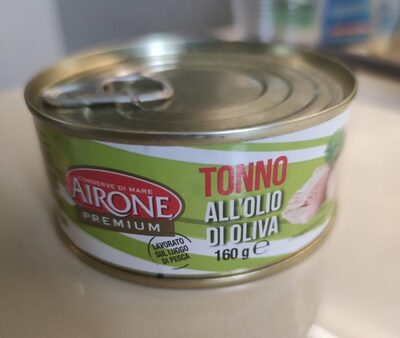 CONSERVE DI MARE
AIRONE
PREMIUM
LAVORATO
SUL LUOGO
DI PESCA
TONNO
ALL'OLIO
DI OLIVA
160 g ℮